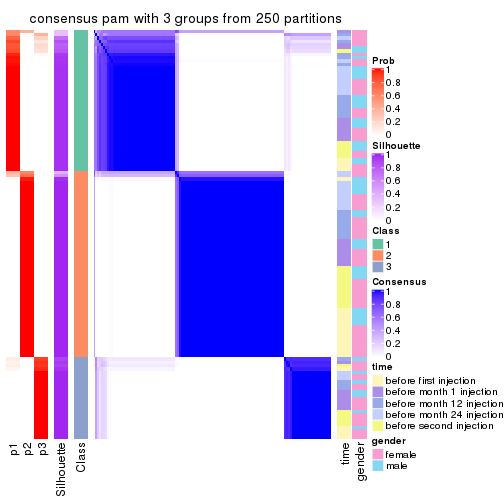 consensus pam with 3 groups from 250 partitions
Prob
1
0.8
0.6
0.4
0.2
0
Silhouette
1
0.8
0.6
0.4
0.2
0
Class
1
2
3
Consensus
1
0.8
0.6
0.4
0.2
0
time
before first injection
before month 1 injection
before month 12 injection
before month 24 injection
before second injection
gender
female
male
p1
p2
p3
Silhouette
Class
time
gender